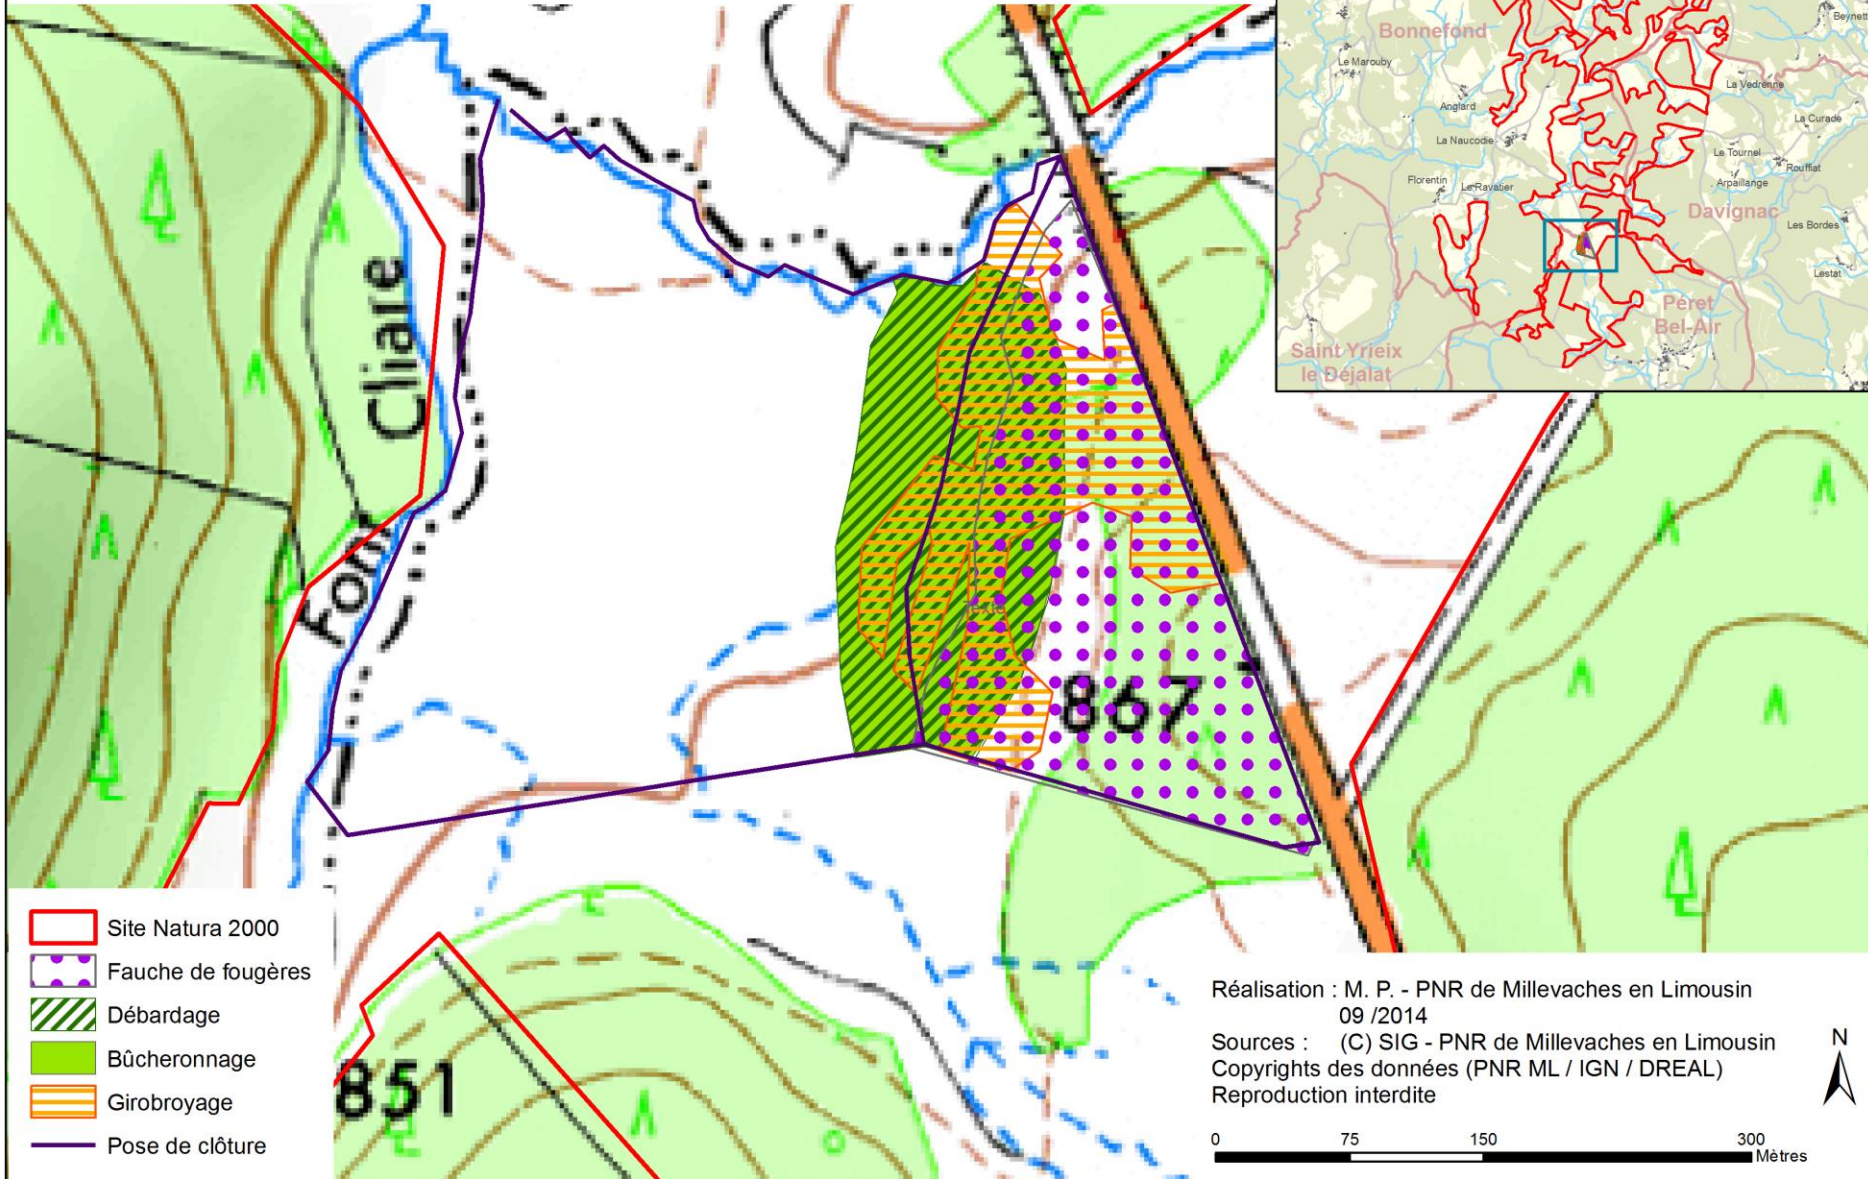 Bonnefond
Beynett
Le Marouby
La Vedrenne
Anglard
La Curade
La Naucodie
Le Tournel
Rouffiat
Florentin
Le Ravatier
Arpaillange
Davignac
Les Bordes
Lestat
Péret
Bel-Air
Saint Yrieix
le Déjalat
Cliare
Font
Texte
867
851
Site Natura 2000
Fauche de fougères
Débardage
Bûcheronnage
Girobroyage
Pose de clôture
Réalisation : M. P. - PNR de Millevaches en Limousin
09 /2014
Sources : (C) SIG - PNR de Millevaches en Limousin
Copyrights des données (PNR ML / IGN / DREAL)
Reproduction interdite
N
0 75 150 300
Mètres